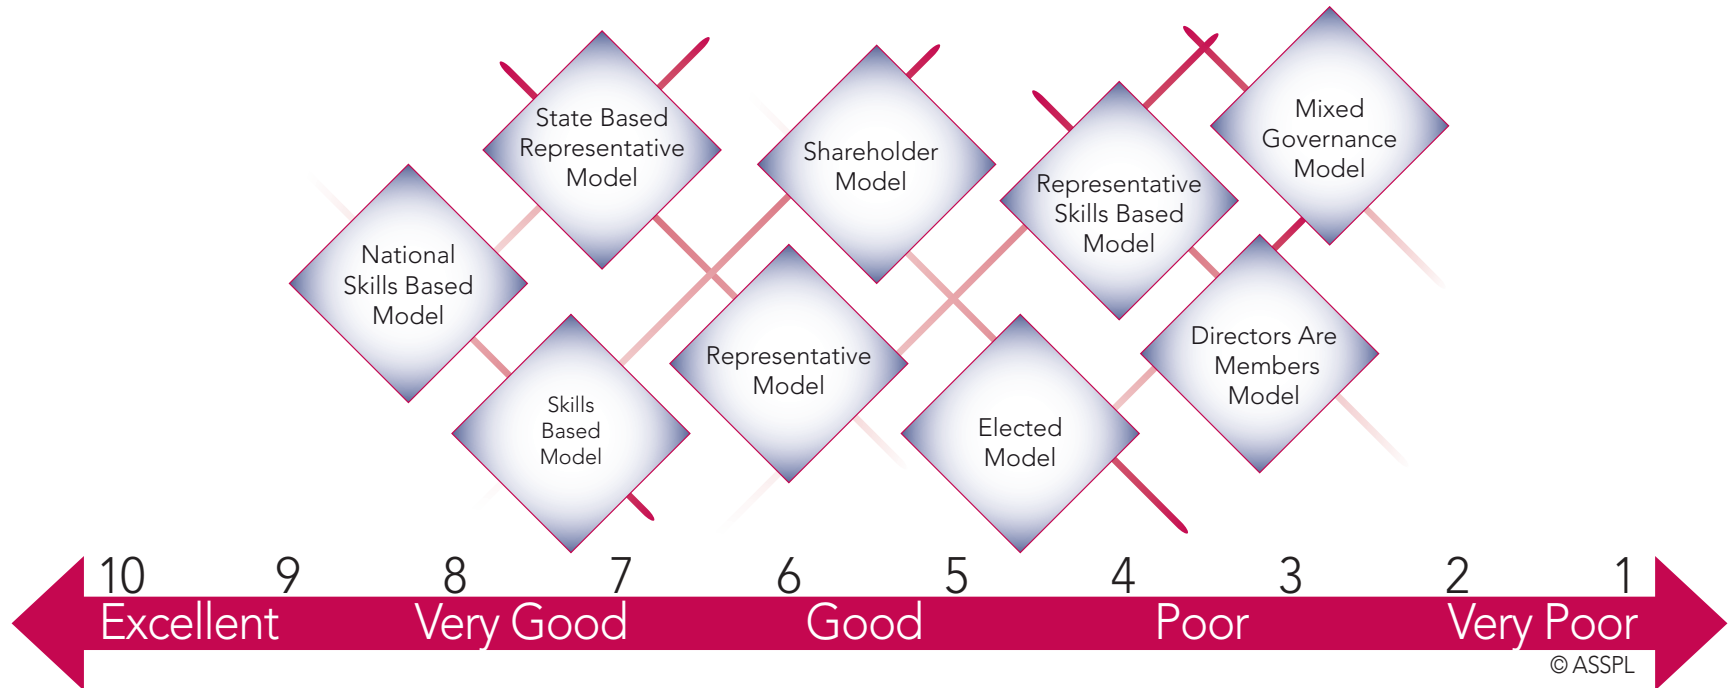 State Based
Representative
Model
Shareholder
Model
Mixed
Governance
Model
Representative
Skills Based
Model
National
Skills Based
Model
Representative
Model
Directors Are
Members
Model
Skills
Based
Model
Elected
Model
10 9 8 7 6 5 4 3 2 1
Excellent Very Good Good Poor Very Poor
© ASSPL